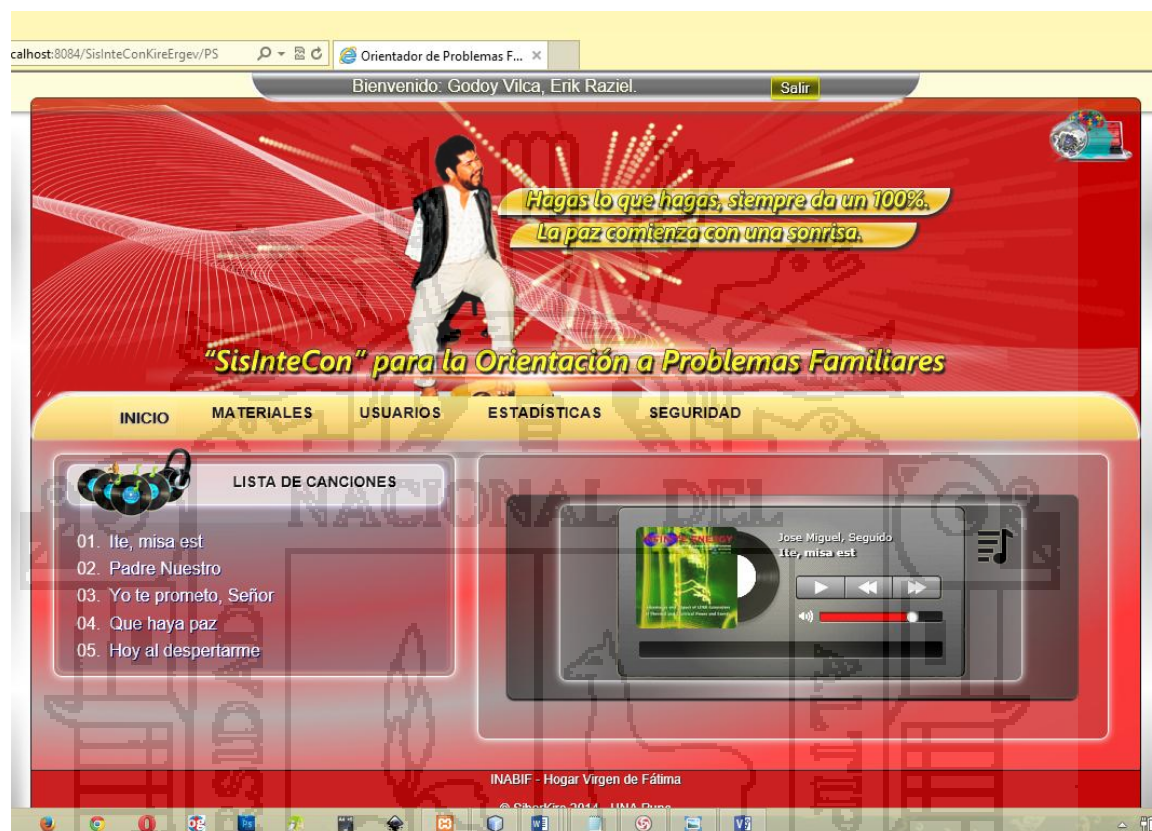 calhost:8084/SisInteConKireErgev/PS
Orientador de Problemas F...
Bienvenido: Godoy Vilca, Erik Raziel.
Salir
Hagas lo que hagas, siempre da un 100%.
La paz comienza con una sonrisa.
"SisInteCon" para la Orientación a Problemas Familiares
INICIO MATERIALES USUARIOS ESTADÍSTICAS SEGURIDAD
LISTA DE CANCIONES
NACIONAL DEL
01. Ite, misa est
02. Padre Nuestro
03. Yo te prometo, Señor
04. Que haya paz
05. Hoy al despertarme
Jose Miguel, Seguido
Ite, misa est
INABIF - Hogar Virgen de Fátima